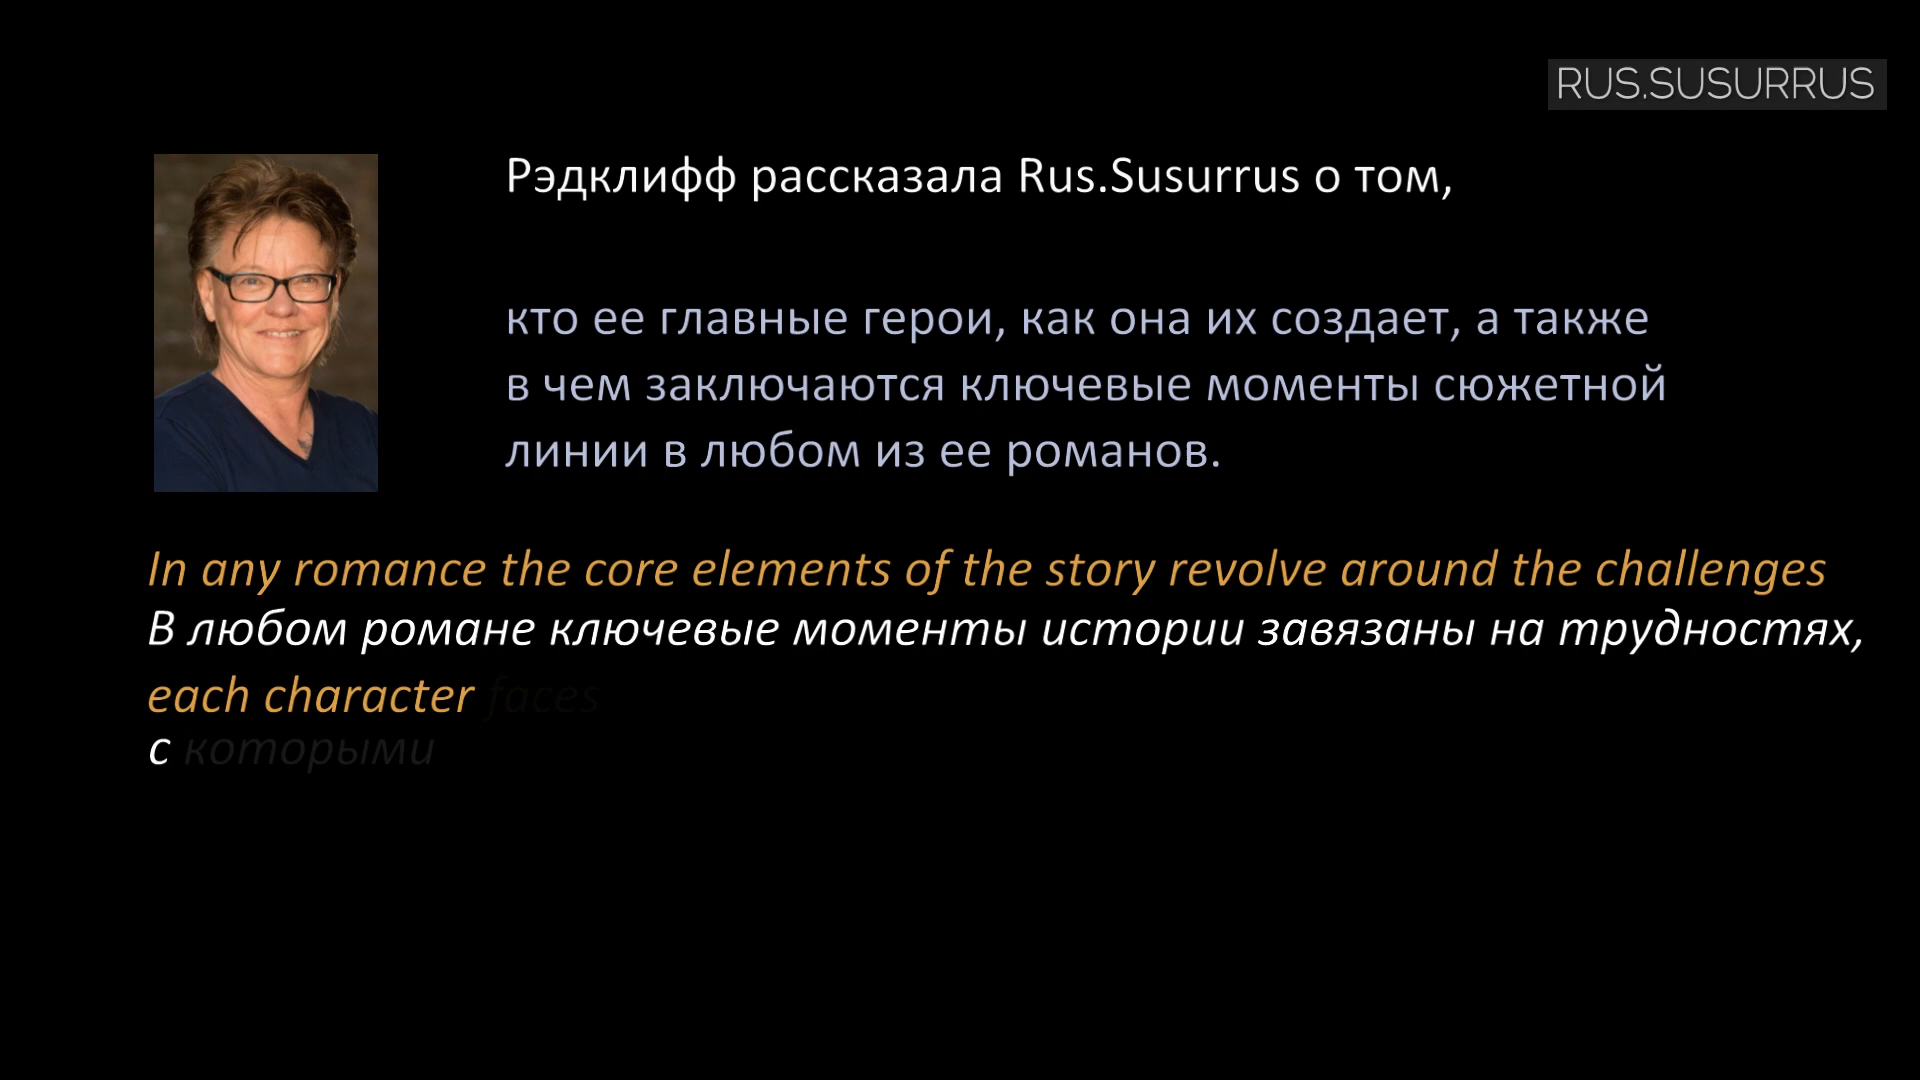 RUS.SUSURRUS
Рэдклифф рассказала Rus.Susurrus о том,
кто ее главные герои, как она их создает, а также
в чем заключаются ключевые моменты сюжетной
линии в любом из ее романов.
In any romance the core elements of the story revolve around the challenges
В любом романе ключевые моменты истории завязаны на трудностях,
each character faces
с которыми